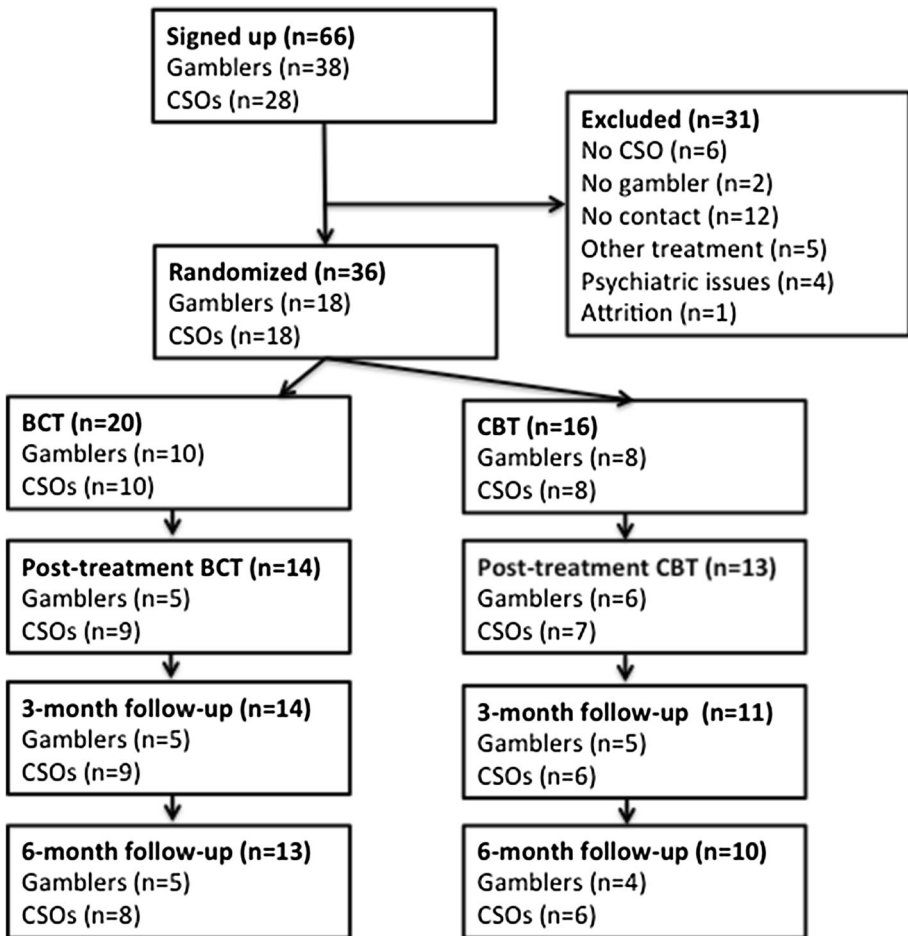 Signed up (n=66)
Gamblers (n=38)
CSOs (n=28)
Excluded (n=31)
No CSO (n=6)
No gambler (n=2)
No contact (n=12)
Other treatment (n=5)
Psychiatric issues (n=4)
Attrition (n=1)
Randomized (n=36)
Gamblers (n=18)
CSOs (n=18)
BCT (n=20)
Gamblers (n=10)
CSOs (n=10)
CBT (n=16)
Gamblers (n=8)
CSOs (n=8)
Post-treatment BCT (n=14)
Gamblers (n=5)
CSOs (n=9)
Post-treatment CBT (n=13)
Gamblers (n=6)
CSOs (n=7)
3-month follow-up (n=14)
Gamblers (n=5)
CSOs (n=9)
3-month follow-up (n=11)
Gamblers (n=5)
CSOs (n=6)
6-month follow-up (n=13)
Gamblers (n=5)
CSOs (n=8)
6-month follow-up (n=10)
Gamblers (n=4)
CSOs (n=6)